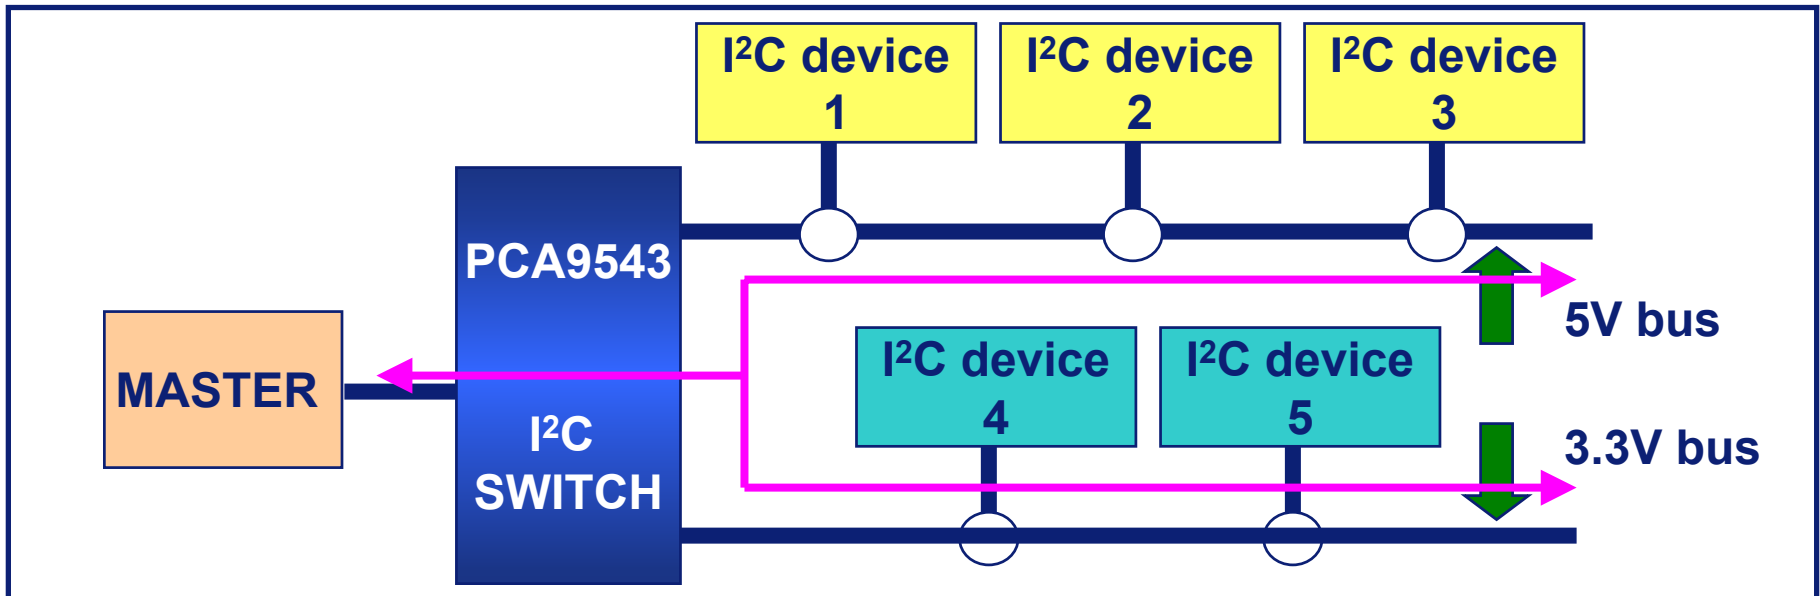 I²C device
1
I²C device
2
I²C device
3
PCA9543
I²C
SWITCH
MASTER
5V bus
I²C device
4
I²C device
5
3.3V bus